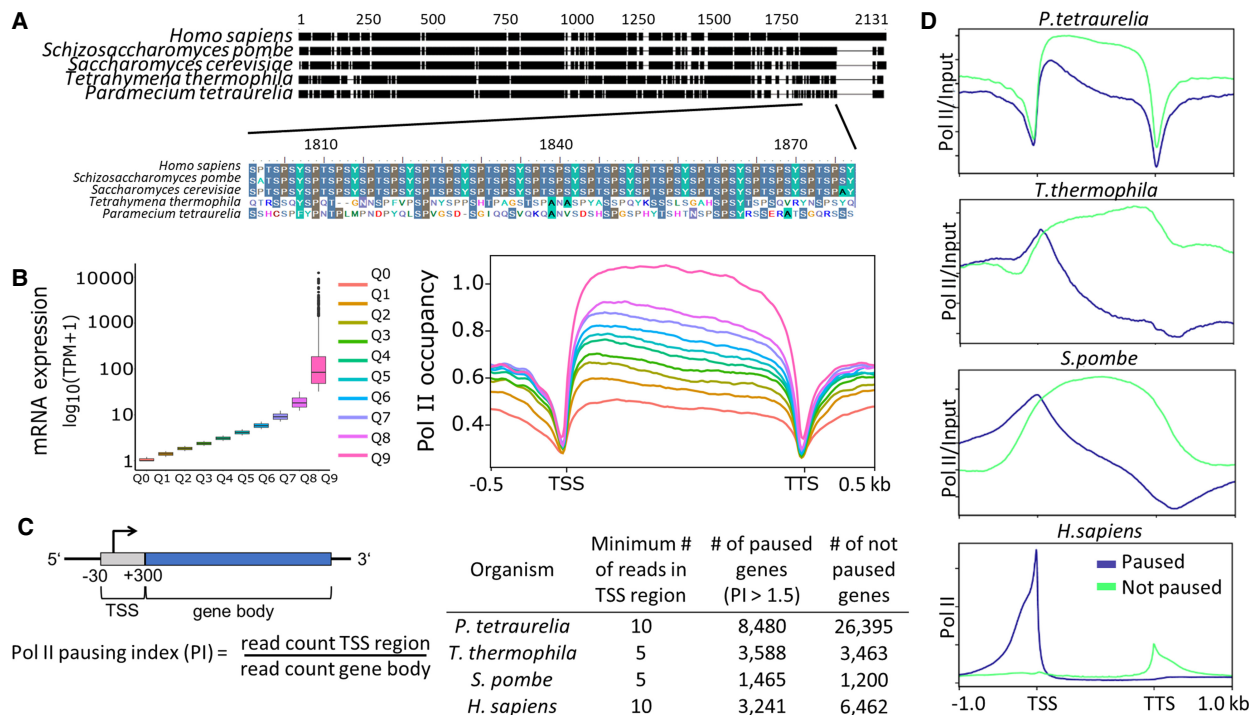 A
1 250 500 750 1000 1250 1500 1750 2131
Homo sapiens
Schizosaccharomyces pombe
Saccharomyces cerevisiae
Tetrahymena thermophila
Paramecium tetraurelia
1810 1840 1870
Homo sapiens SPTSPSYSPTSPSYSPTSPSYSPTSPSYSPTSPSYSPTSPSYSPTSPSYSPTSPSYSPTSPSYSPTSPSYSPTSPSY
Schizosaccharomyces pombe SATSPSYSPTSPSYSPTSPSYSPTSPSYSPTSPSYSPTSPSYSPTSPSYSPTSPSYSPTSPSYSPTSPSYSPTSPSY
Saccharomyces cerevisiae SPTSPSYSPTSPSYSPTSPSYSPTSPSYSPTSPSYSPTSPSYSPTSPSYSPTSPSYSPTSPSYSPTSPSYSPTSPAY
Tetrahymena thermophila QTRSSQYSPQT--GNNSPFVPSPNYSPPSHTPAGSTSPANASPYASSPQYKSSSLSGAHSPSYTSPSQVRYNSPSYQ
Paramecium tetraurelia SSHCSPFYPNTPLMPNDPYQLSPVGSD-SGIQQSVQKQANVSDSHSPGSPHYTSHTNSPSPSYRSSERATSGQRSSS
B
mRNA expression
log10(TPM+1)
10000
1000
100
10
1
Q0 Q1 Q2 Q3 Q4 Q5 Q6 Q7 Q8 Q9
Q0
Q1
Q2
Q3
Q4
Q5
Q6
Q7
Q8
Q9
Pol II occupancy
1.0
0.8
0.6
0.4
-0.5 TSS TTS 0.5 kb
C
5‘ 3‘
-30 +300
TSS gene body
Pol II pausing index (PI) = read count TSS region
read count gene body
Organism Minimum # of reads in TSS region # of paused genes (PI > 1.5) # of not paused genes
P. tetraurelia 10 8,480 26,395
T. thermophila 5 3,588 3,463
S. pombe 5 1,465 1,200
H. sapiens 10 3,241 6,462
D
P.tetraurelia
Pol II/Input
T.thermophila
Pol II/Input
S.pombe
Pol II/Input
H.sapiens
Pol II
Paused
Not paused
-1.0 TSS TTS 1.0 kb